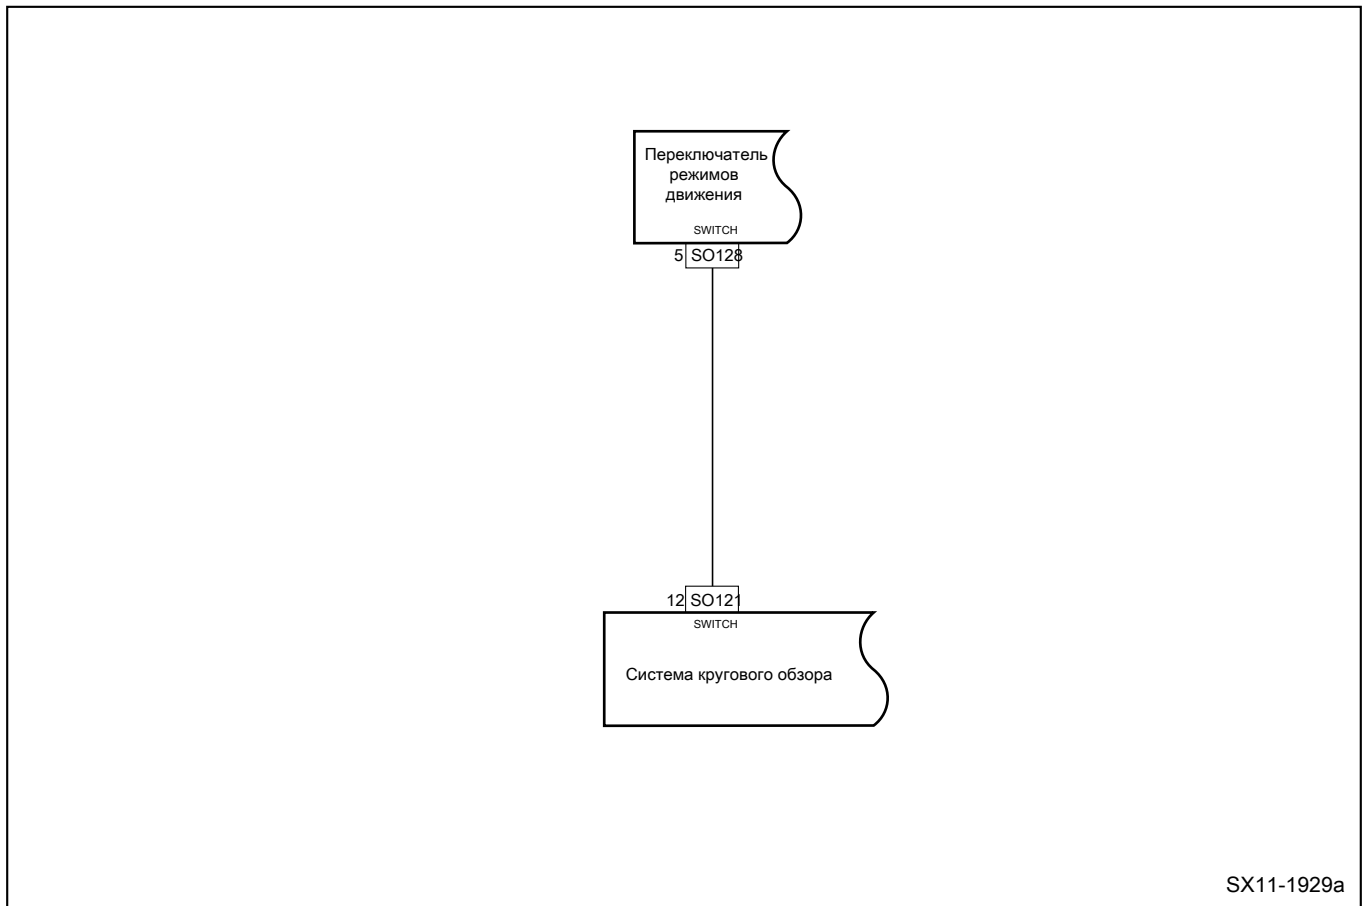 Переключатель
режимов
движения
SWITCH
5 SO128
12 SO121
SWITCH
Система кругового обзора
SX11-1929a